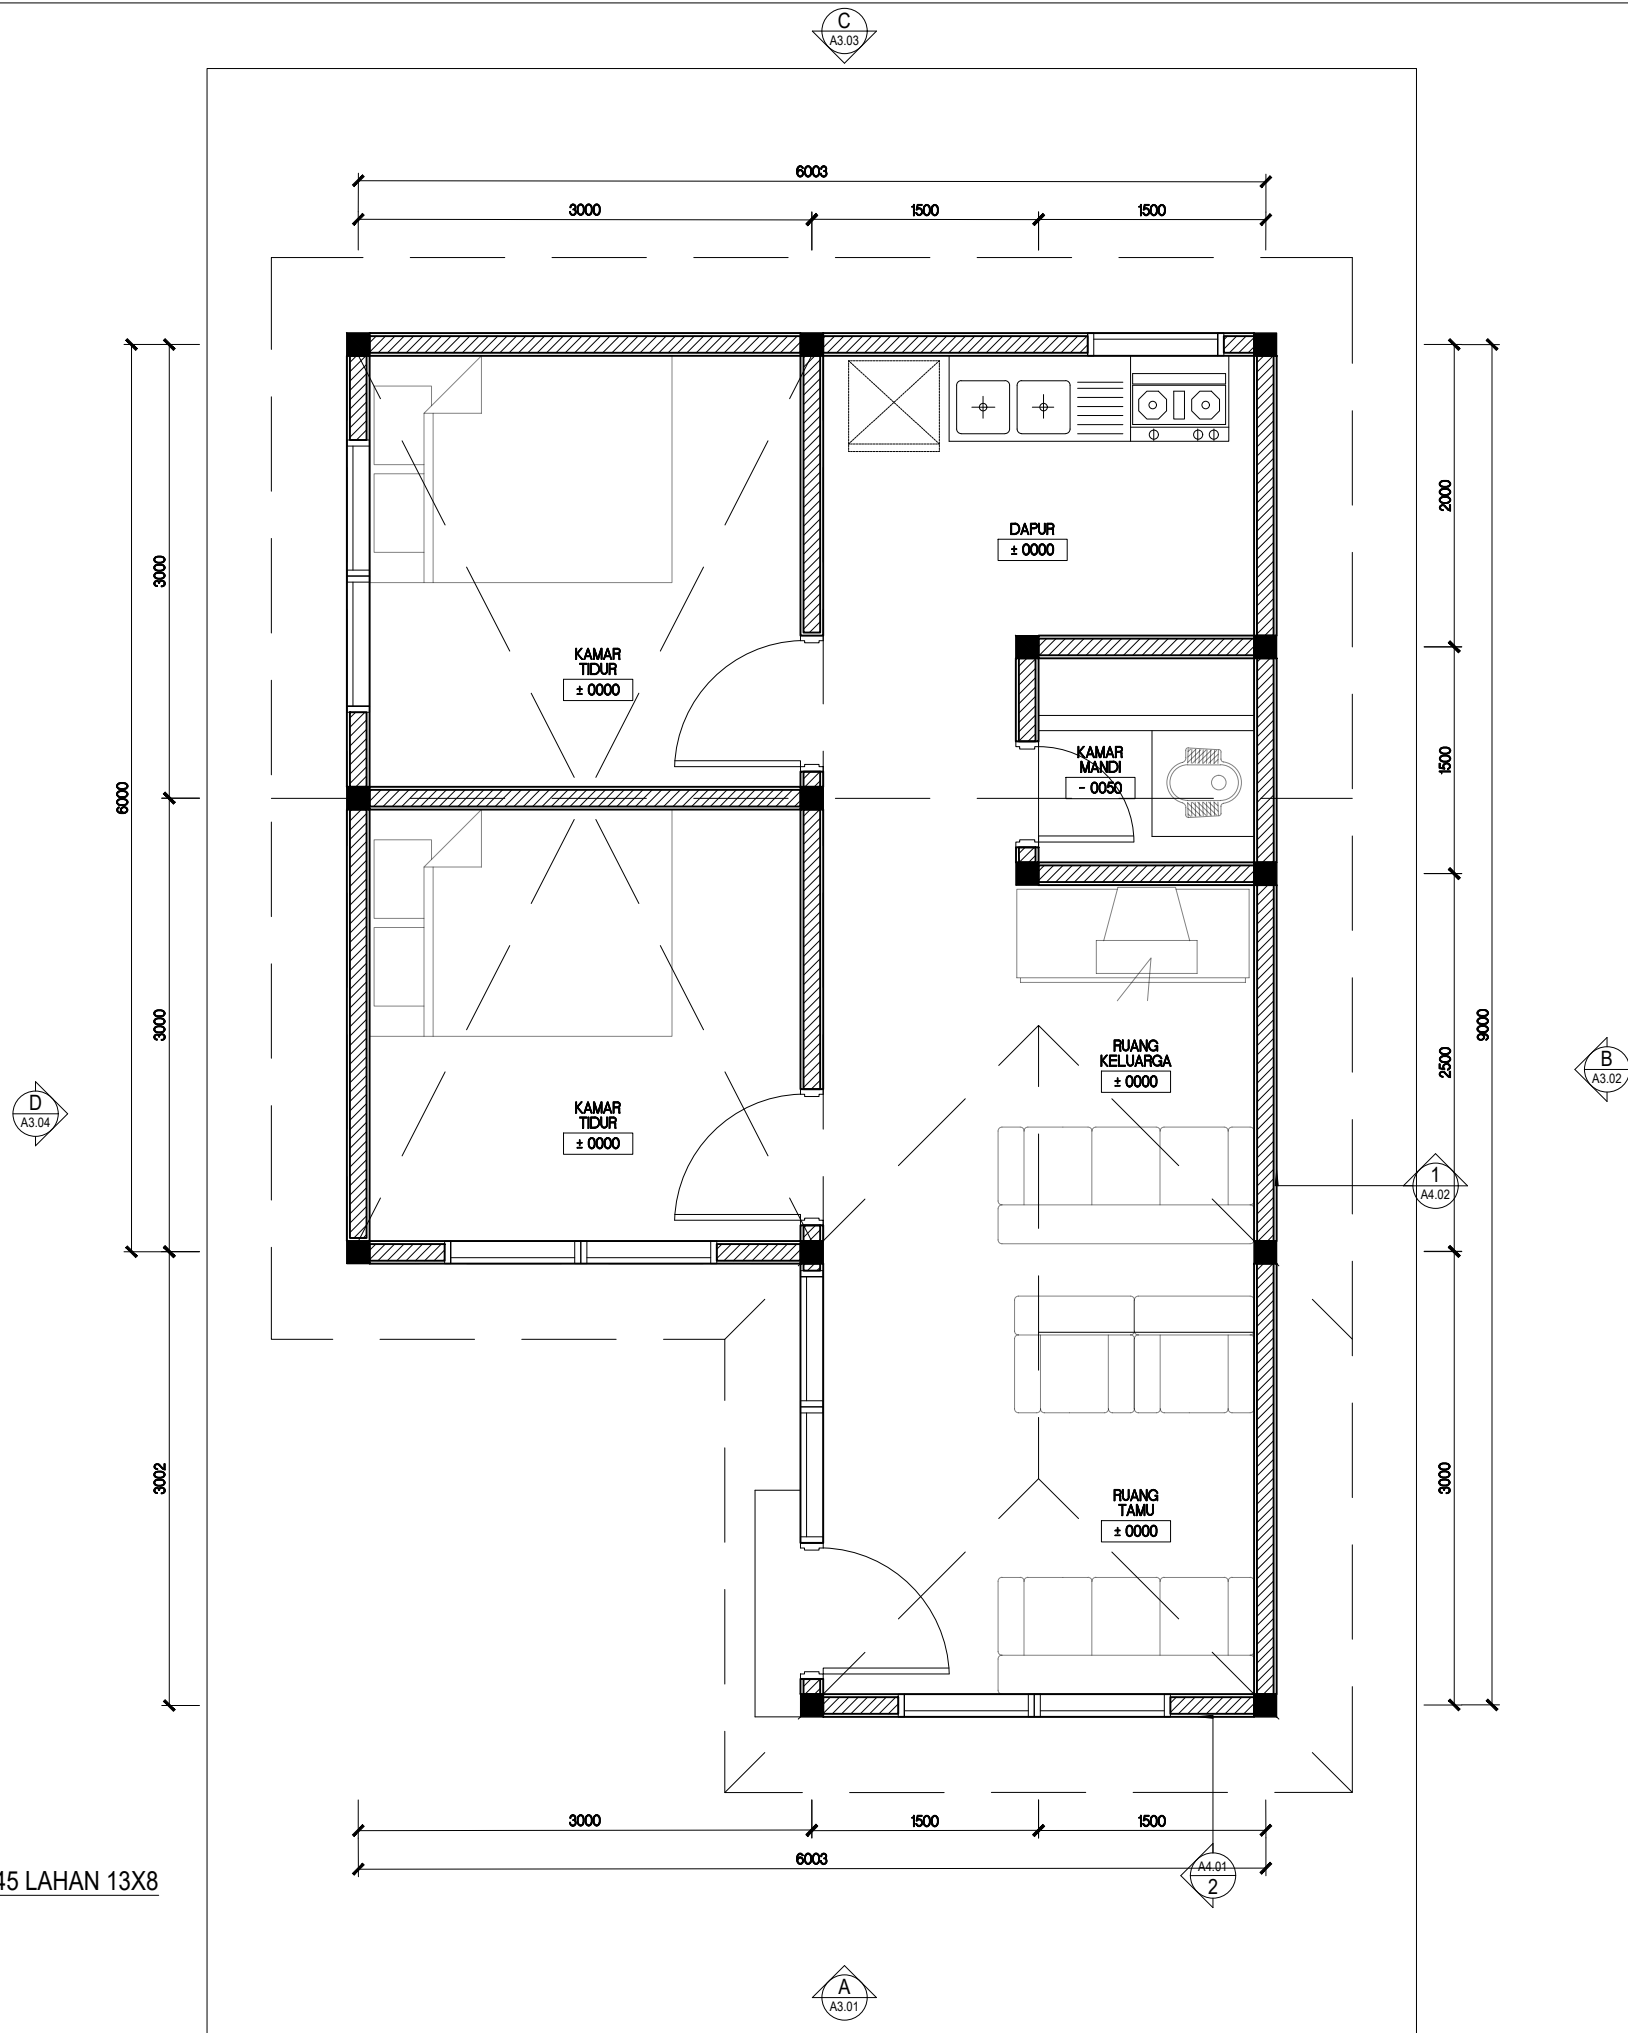 C
A3.03
6003
3000
1500
1500
DAPUR
± 0000
KAMAR
TIDUR
± 0000
KAMAR
MANDI
- 0050
RUANG
KELUARGA
± 0000
KAMAR
TIDUR
± 0000
RUANG
TAMU
± 0000
6000
3000
3000
3002
2000
1500
2500
3000
9000
D
A3.04
B
A3.02
1
A4.02
3000
1500
1500
6003
A4.01
2
45 LAHAN 13X8
A
A3.01